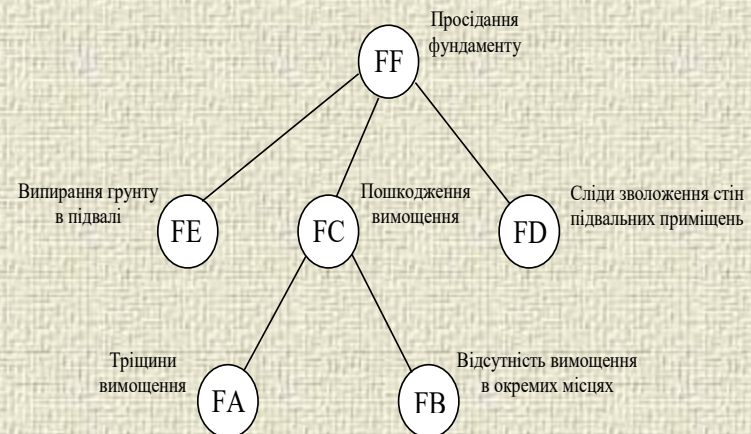 Просідання
фундаменту
FF
Випирання грунту
в підвалі
FE
Пошкодження
вимощення
FC
Сліди зволоження стін
підвальних приміщень
FD
Тріщини
вимощення
FA
Відсутність вимощення
в окремих місцях
FB